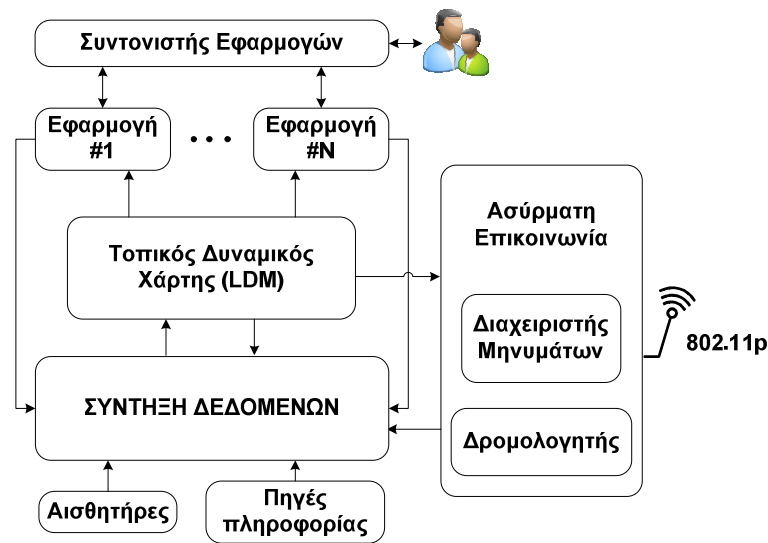 Συντονιστής Εφαρμογών
Εφαρμογή
#1
• • •
Εφαρμογή
#N
Ασύρματη
Επικοινωνία
Τοπικός Δυναμικός
Χάρτης (LDM)
Διαχειριστής
Μηνυμάτων
802.11p
ΣΥΝΤΗΞΗ ΔΕΔΟΜΕΝΩΝ
Δρομολογητής
Αισθητήρες
Πηγές
πληροφορίας